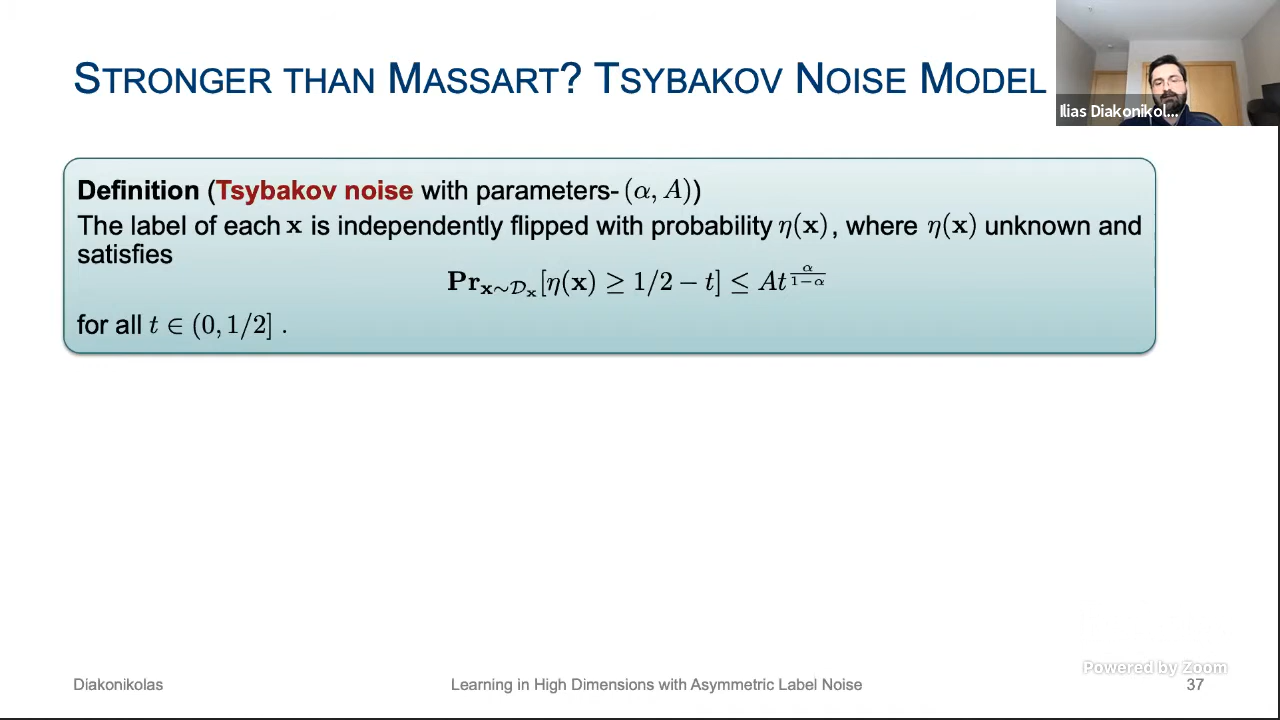 STRONGER THAN MASSART? TSYBAKOV NOISE MODEL
Ilias Diakonikol...
Definition (Tsybakov noise with parameters- (α, A))
The label of each x is independently flipped with probability η(x), where η(x) unknown and
satisfies
Pr_{x∼D_x}[η(x) ≥ 1/2 − t] ≤ At^{α/(1−α)}
for all t ∈ (0, 1/2] .
Powered by Zoom
Diakonikolas
Learning in High Dimensions with Asymmetric Label Noise
37